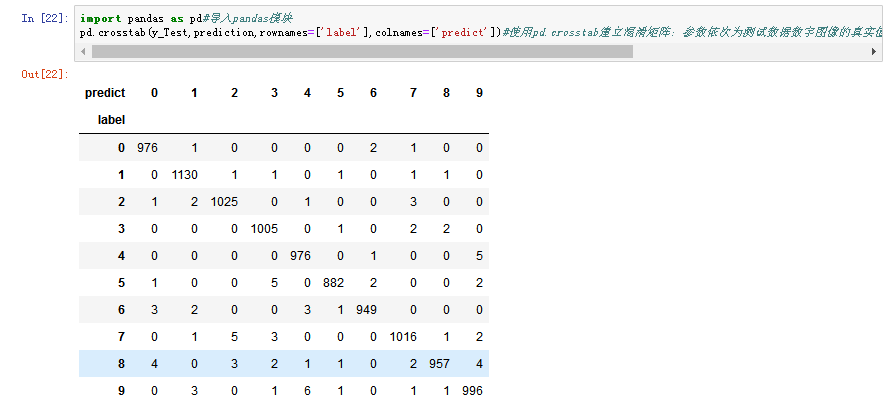 In [22]: import pandas as pd#导入pandas模块
pd.crosstab(y_Test,prediction,rownames=['label'],colnames=['predict'])#使用pd.crosstab建立混淆矩阵：参数依次为测试数据数字图像的真实值
Out[22]:
predict 0 1 2 3 4 5 6 7 8 9
label
0 976 1 0 0 0 0 2 1 0 0
1 0 1130 1 1 0 1 0 1 1 0
2 1 2 1025 0 1 0 0 3 0 0
3 0 0 0 1005 0 1 0 2 2 0
4 0 0 0 0 976 0 1 0 0 5
5 1 0 0 5 0 882 2 0 0 2
6 3 2 0 0 3 1 949 0 0 0
7 0 1 5 3 0 0 0 1016 1 2
8 4 0 3 2 1 1 0 2 957 4
9 0 3 0 1 6 1 0 1 1 996